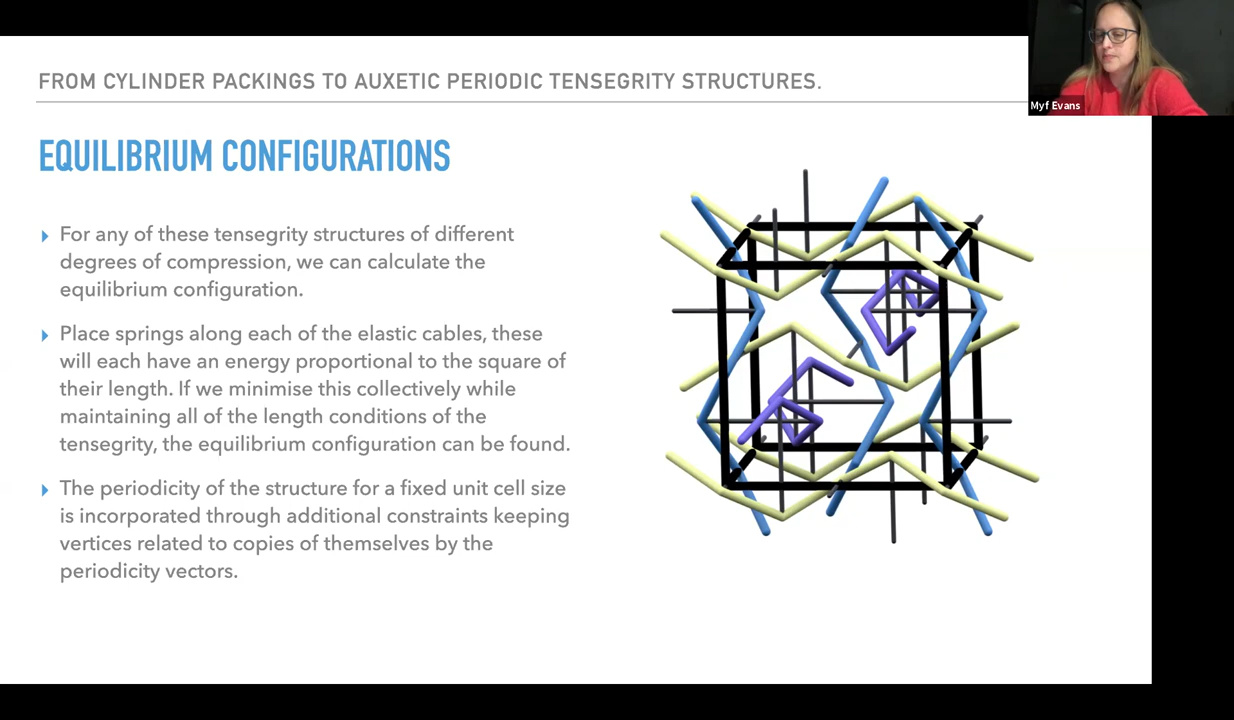 FROM CYLINDER PACKINGS TO AUXETIC PERIODIC TENSEGRITY STRUCTURES.
Myf Evans
EQUILIBRIUM CONFIGURATIONS
For any of these tensegrity structures of different
degrees of compression, we can calculate the
equilibrium configuration.
Place springs along each of the elastic cables, these
will each have an energy proportional to the square of
their length. If we minimise this collectively while
maintaining all of the length conditions of the
tensegrity, the equilibrium configuration can be found.
The periodicity of the structure for a fixed unit cell size
is incorporated through additional constraints keeping
vertices related to copies of themselves by the
periodicity vectors.